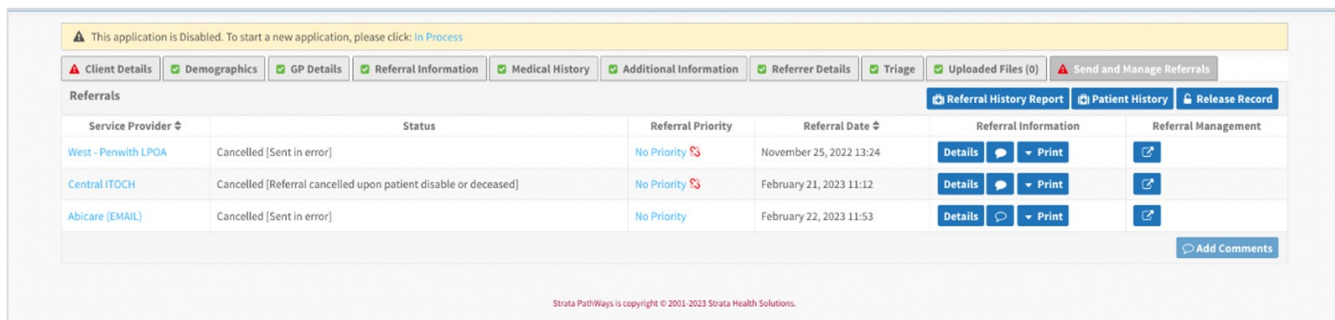 This application is Disabled. To start a new application, please click: In Process
Client Details Demographics GP Details Referral Information Medical History Additional Information Referrer Details Triage Uploaded Files (0) Send and Manage Referrals
Referrals Referral History Report Patient History Release Record
Service Provider Status Referral Priority Referral Date Referral Information Referral Management
West - Penwith LPOA Cancelled [Sent in error] No Priority November 25, 2022 13:24 Details Print
Central ITOCH Cancelled [Referral cancelled upon patient disable or deceased] No Priority February 21, 2023 11:12 Details Print
Abicare (EMAIL) Cancelled [Sent in error] No Priority February 22, 2023 11:53 Details Print
Add Comments
Strata PathWays is copyright © 2001-2023 Strata Health Solutions.